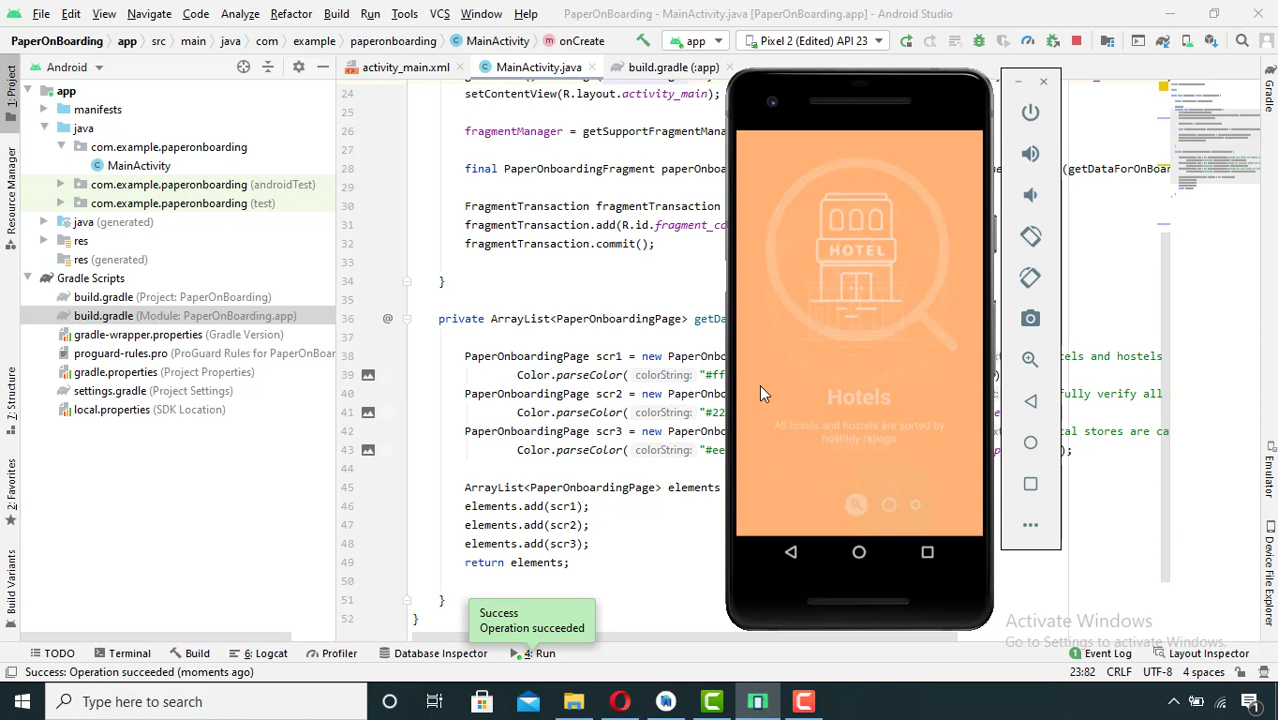 File Edit View Navigate Code Analyze Refactor Build Run Tools VCS Window Help PaperOnBoarding - MainActivity.java [PaperOnBoarding.app] - Android Studio
PaperOnBoarding app src main java com example paperonboarding MainActivity onCreate app Pixel 2 (Edited) API 23
Android activity_main.xml MainActivity.java build.gradle (:app)
1: Project
Resource Manager
Z: Structure
2: Favorites
Build Variants
app
manifests
java
com.example.paperonboarding
MainActivity
com.example.paperonboarding (androidTest)
com.example.paperonboarding (test)
java (generated)
res
res (generated)
Gradle Scripts
build.gradle (Project: PaperOnBoarding)
build.gradle (Module: PaperOnBoarding.app)
gradle-wrapper.properties (Gradle Version)
proguard-rules.pro (ProGuard Rules for PaperOnBoar
gradle.properties (Project Properties)
settings.gradle (Project Settings)
local.properties (SDK Location)
24 setContentView(R.layout.activity_main);
25
26 fragmentManager = getSupportFragmentMana
27
28 final PaperOnBoardingFragment paperOnbo (getDataForOnBoar
29
30 FragmentTransaction fragmentTransaction
31 fragmentTransaction.add(R.id.fragment_co
32 fragmentTransaction.commit();
33
34 }
35
36 private ArrayList<PaperOnboardingPage> getDa
37
38 PaperOnboardingPage scr1 = new PaperOnbo tels and hostels
39 Color.parseColor( colorString: "#ff
40 PaperOnboardingPage scr2 = new PaperOnbo fully verify all
41 Color.parseColor( colorString: "#22
42 PaperOnboardingPage scr3 = new PaperOnbo tal stores are ca
43 Color.parseColor( colorString: "#ee );
44
45 ArrayList<PaperOnboardingPage> elements
46 elements.add(scr1);
47 elements.add(scr2);
48 elements.add(scr3);
49 return elements;
50
51 }
52 }
HOTEL
Hotels
All hotels and hostels are sorted by
Success
Operation succeeded
Gradle
Emulator
Device File Explorer
Activate Windows
Go to Settings to activate Windows.
TODO Terminal Build 6: Logcat Profiler Database Inspector 4: Run 1 Event Log Layout Inspector
Success: Operation succeeded (moments ago) 23:82 CRLF UTF-8 4 spaces
Type here to search